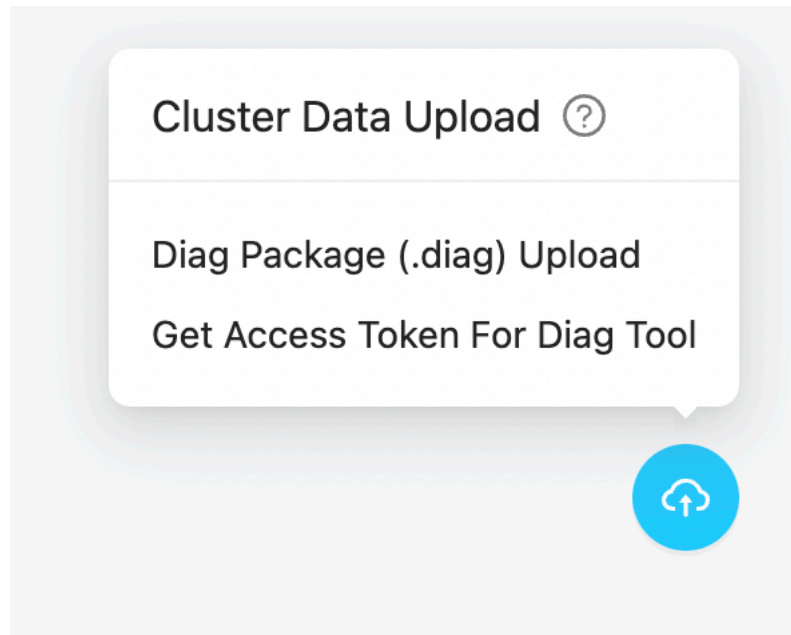 Cluster Data Upload ?
Diag Package (.diag) Upload
Get Access Token For Diag Tool